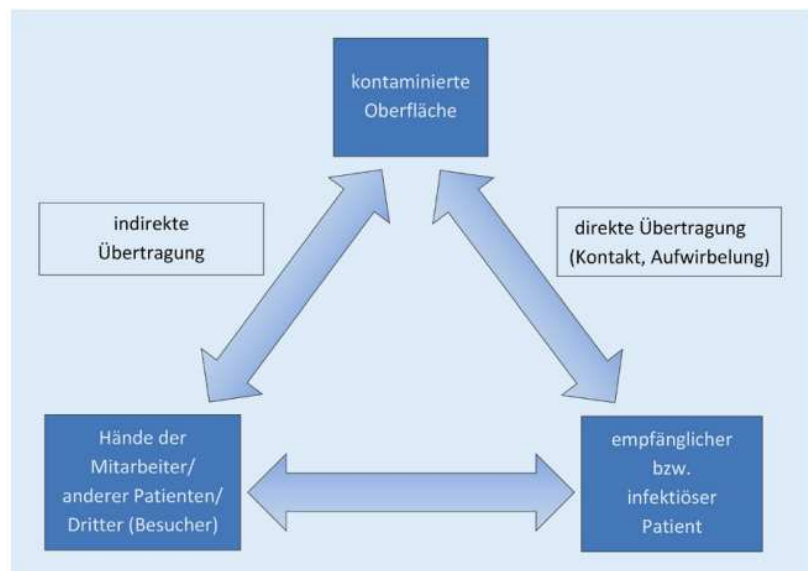 kontaminierte
Oberfläche
indirekte
Übertragung
direkte Übertragung
(Kontakt, Aufwirbelung)
Hände der
Mitarbeiter/
anderer Patienten/
Dritter (Besucher)
empfänglicher
bzw.
infektiöser
Patient